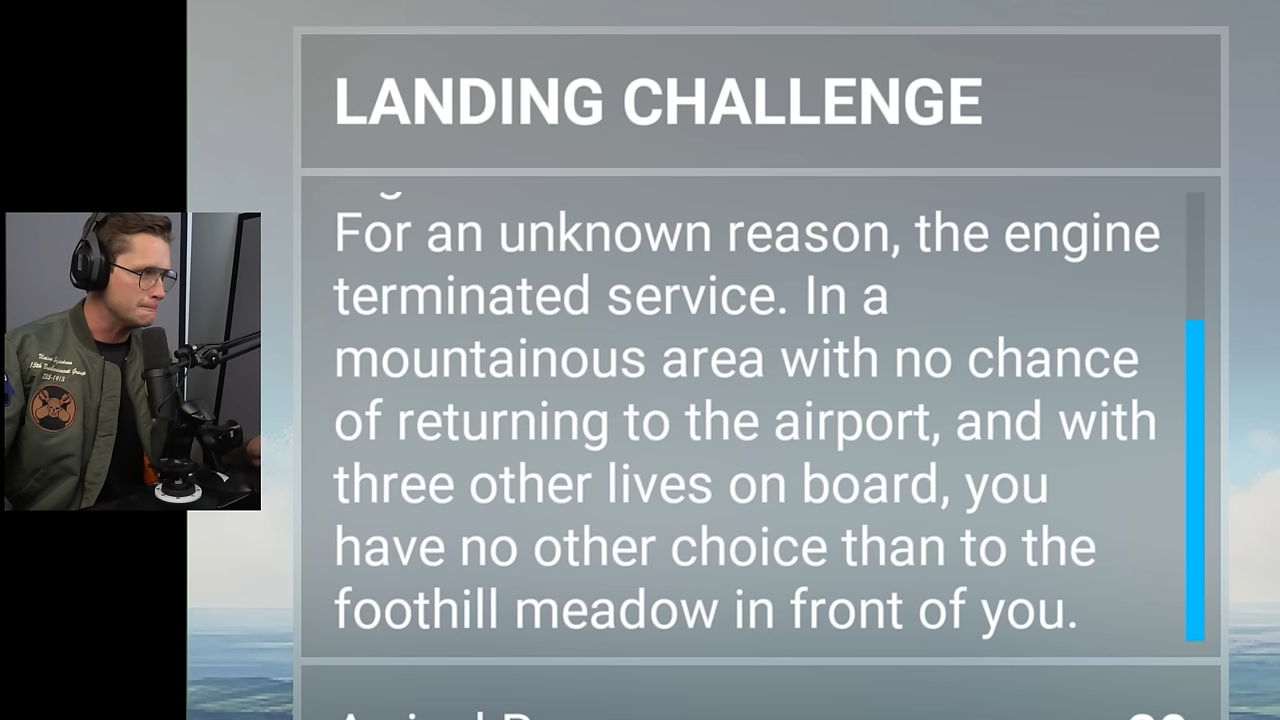 LANDING CHALLENGE
For an unknown reason, the engine
terminated service. In a
mountainous area with no chance
of returning to the airport, and with
three other lives on board, you
have no other choice than to the
foothill meadow in front of you.